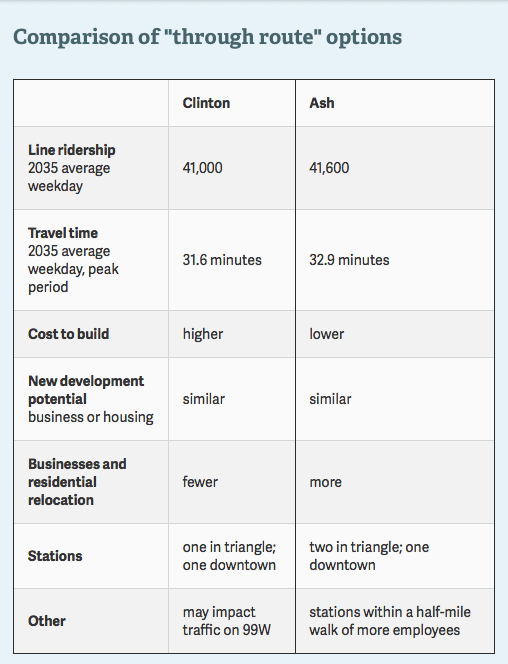 Comparison of "through route" options
Clinton
Ash
Line ridership
2035 average
weekday
41,000
41,600
Travel time
2035 average
weekday, peak
period
31.6 minutes
32.9 minutes
Cost to build
higher
lower
New development
potential
business or housing
similar
similar
Businesses and
residential
relocation
fewer
more
Stations
one in triangle;
one downtown
two in triangle; one
downtown
Other
may impact
traffic on 99W
stations within a half-mile
walk of more employees